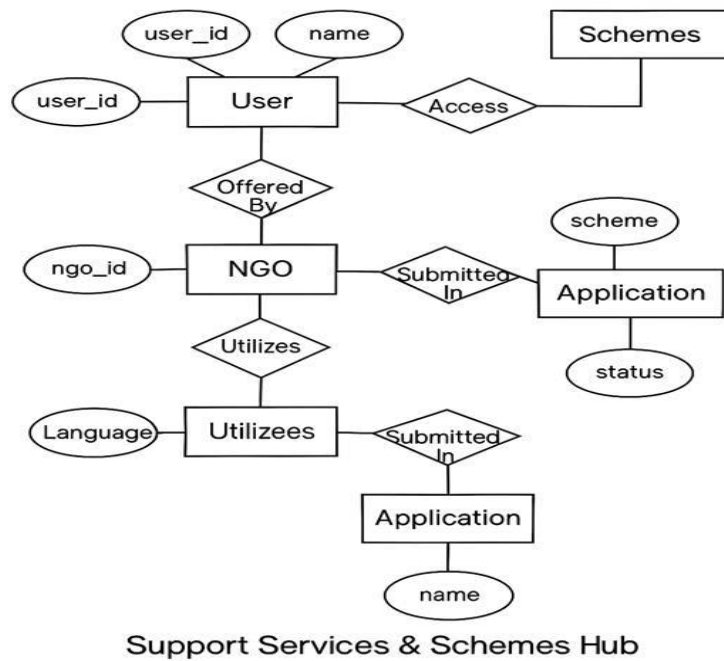 user_id
name
Schemes
user_id
User
Access
Offered
By
scheme
ngo_id
NGO
Submitted
In
Application
Utilizes
status
Language
Utilizees
Submitted
In
Application
name
Support Services & Schemes Hub